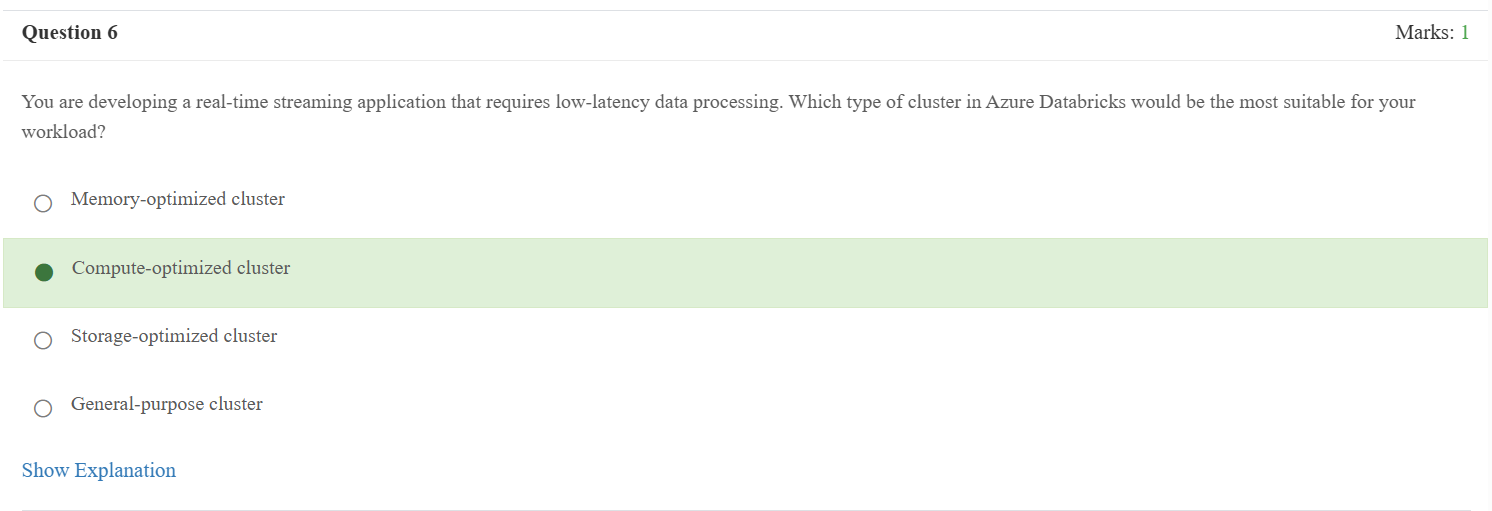 Question 6
Marks: 1
You are developing a real-time streaming application that requires low-latency data processing. Which type of cluster in Azure Databricks would be the most suitable for your
workload?
Memory-optimized cluster
Compute-optimized cluster
Storage-optimized cluster
General-purpose cluster
Show Explanation